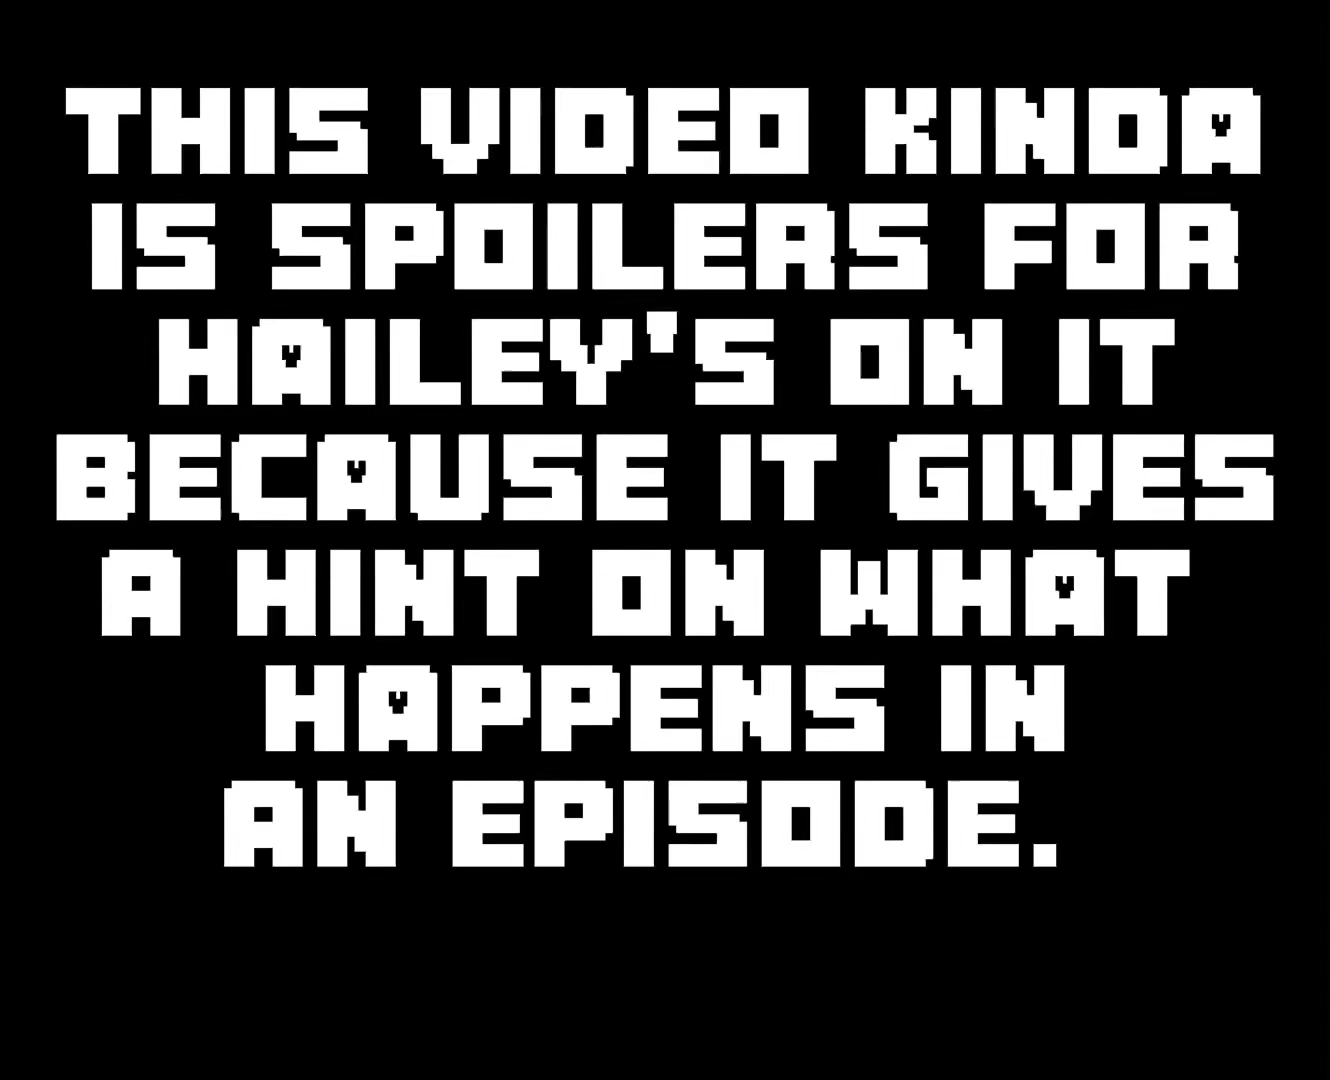 THIS VIDEO KINDA
IS SPOILERS FOR
HAILEY'S ON IT
BECAUSE IT GIVES
A HINT ON WHAT
HAPPENS IN
AN EPISODE.